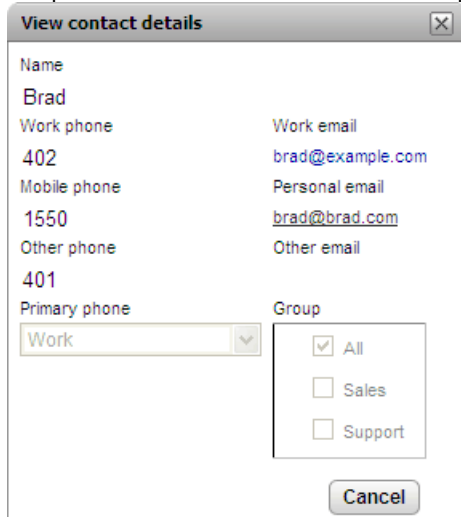 View contact details
Name
Brad
Work phone Work email
402 brad@example.com
Mobile phone Personal email
1550 brad@brad.com
Other phone Other email
401
Primary phone Group
Work All
Sales
Support
Cancel